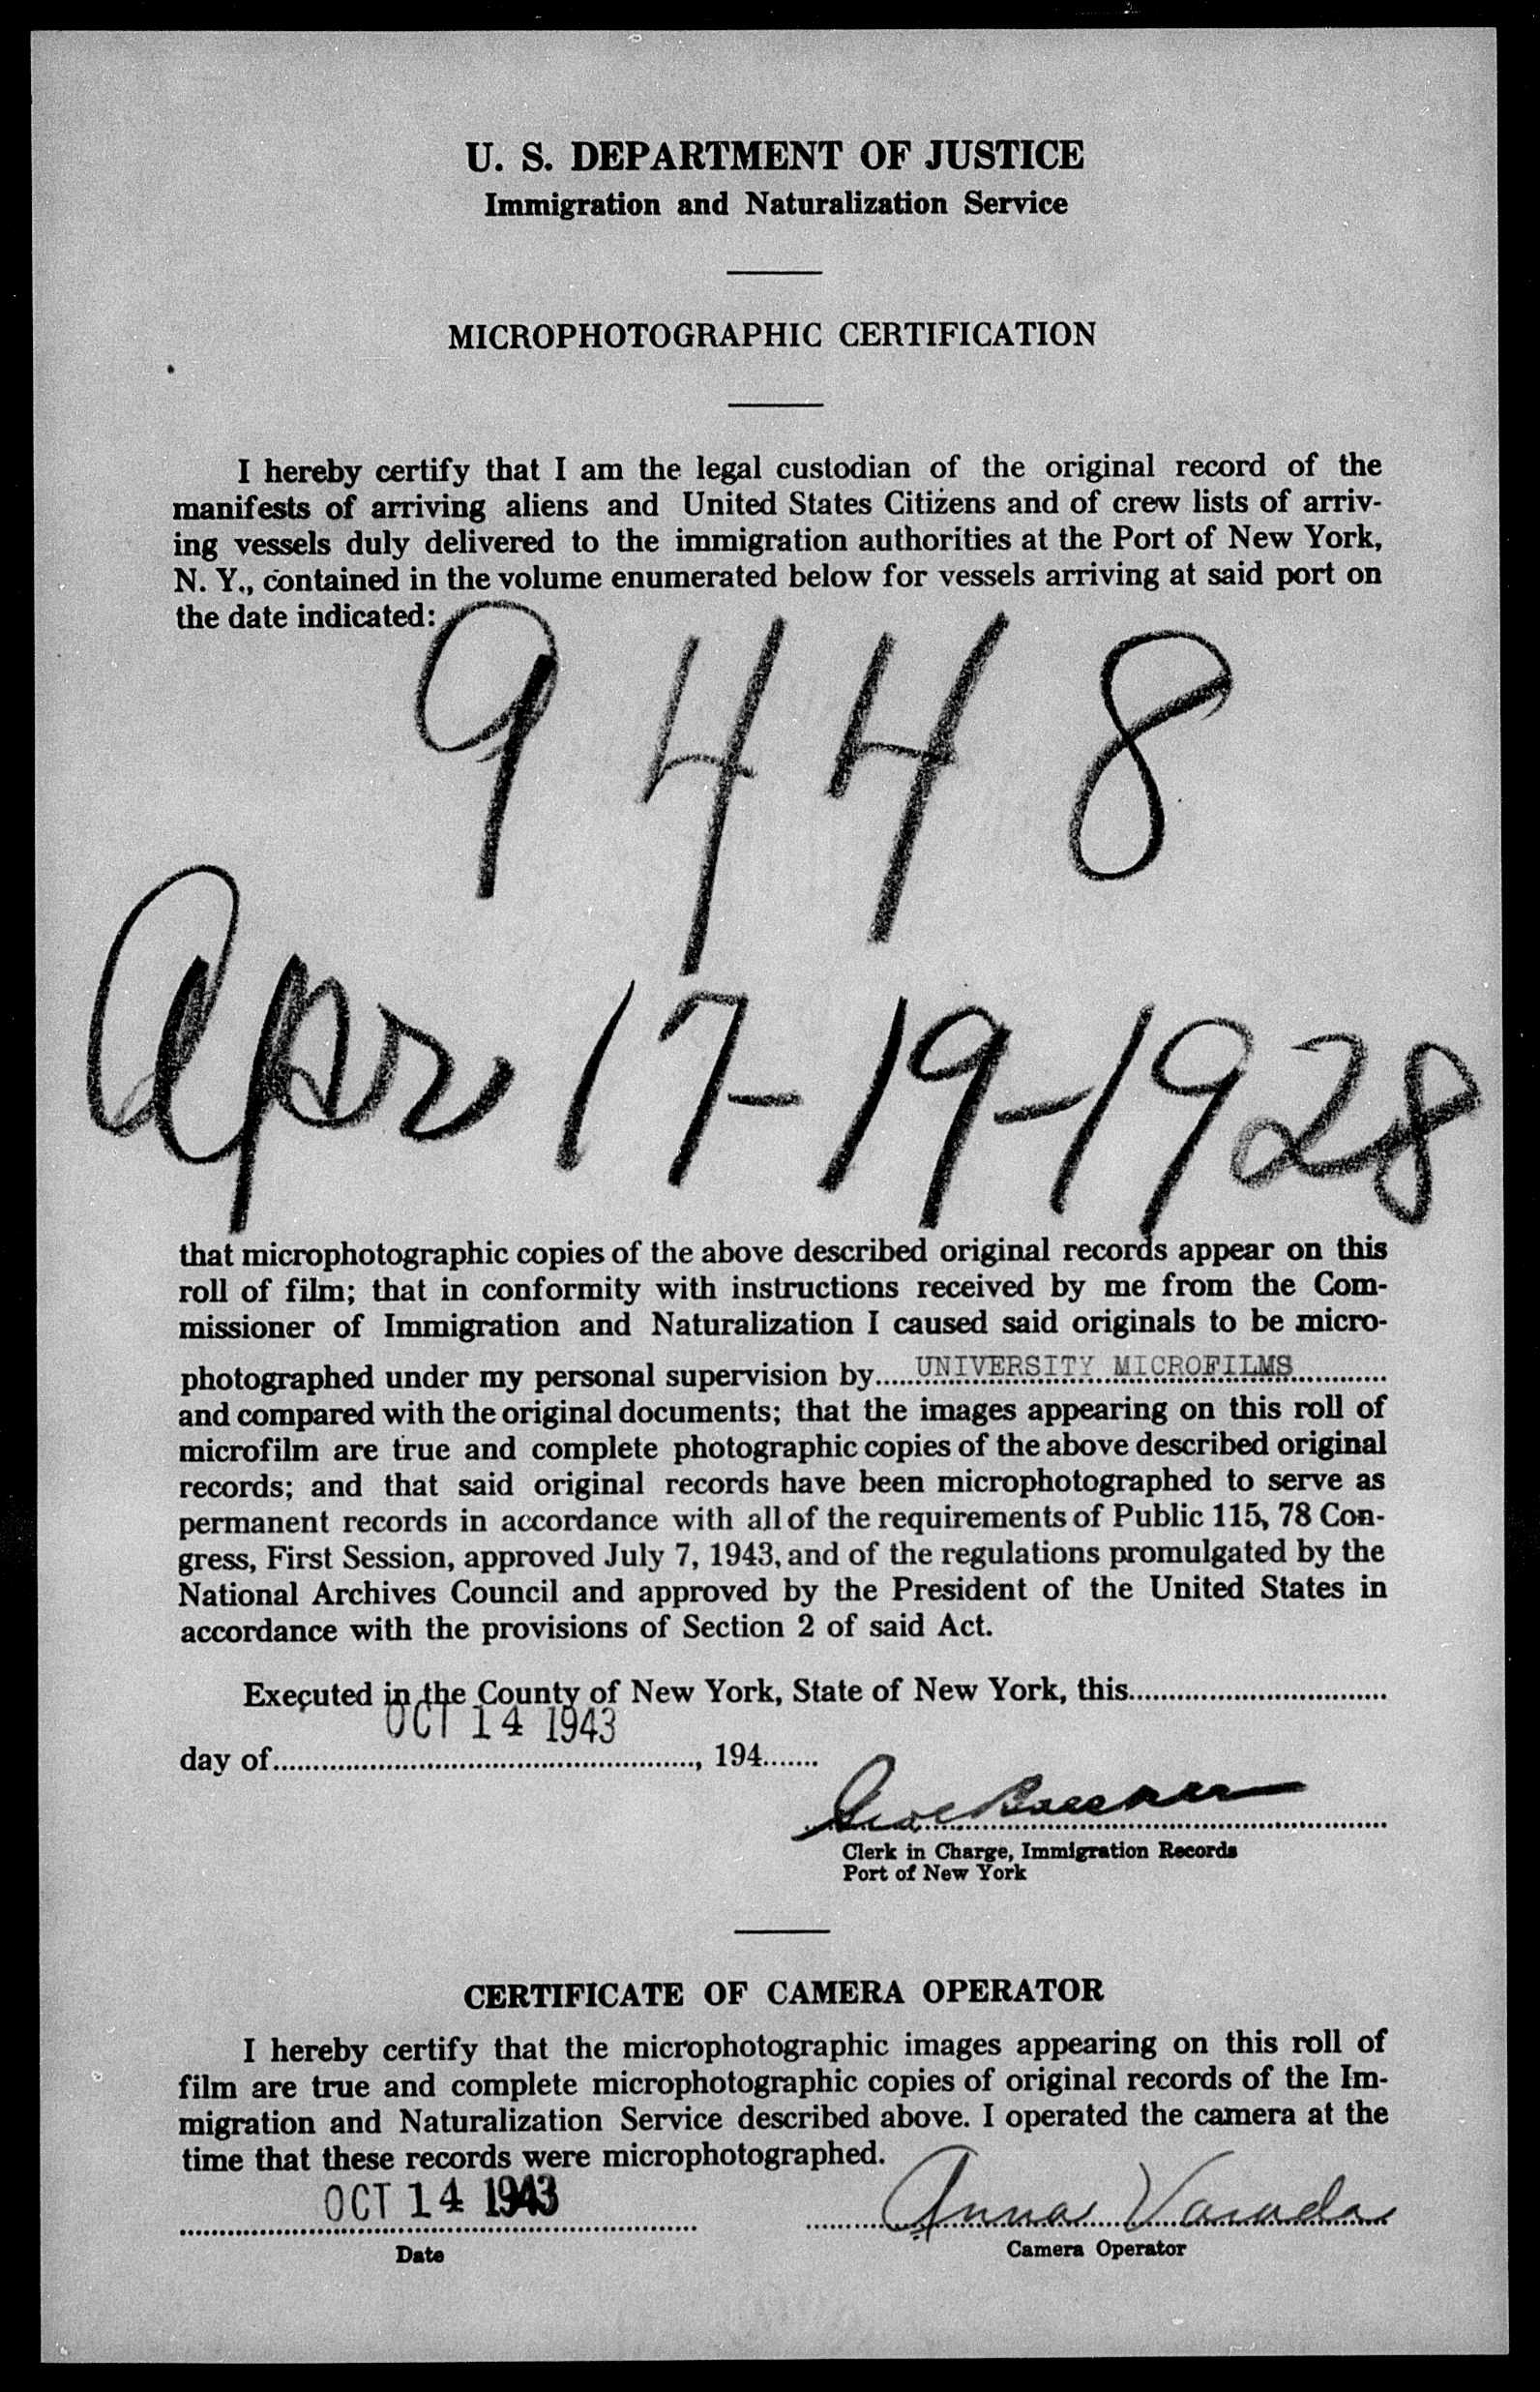 U. S. DEPARTMENT OF JUSTICE
Immigration and Naturalization Service
MICROPHOTOGRAPHIC CERTIFICATION
I hereby certify that I am the legal custodian of the original record of the
manifests of arriving aliens and United States Citizens and of crew lists of arriv-
ing vessels duly delivered to the immigration authorities at the Port of New York,
N. Y., contained in the volume enumerated below for vessels arriving at said port on
the date indicated:
9448
Apr 17-19-1928
that microphotographic copies of the above described original records appear on this
roll of film; that in conformity with instructions received by me from the Com-
missioner of Immigration and Naturalization I caused said originals to be micro-
photographed under my personal supervision by UNIVERSITY MICROFILMS
and compared with the original documents; that the images appearing on this roll of
microfilm are true and complete photographic copies of the above described original
records; and that said original records have been microphotographed to serve as
permanent records in accordance with all of the requirements of Public 115, 78 Con-
gress, First Session, approved July 7, 1943, and of the regulations promulgated by the
National Archives Council and approved by the President of the United States in
accordance with the provisions of Section 2 of said Act.
Executed in the County of New York, State of New York, this
OCT 14 1943
day of , 194
Clerk in Charge, Immigration Records
Port of New York
CERTIFICATE OF CAMERA OPERATOR
I hereby certify that the microphotographic images appearing on this roll of
film are true and complete microphotographic copies of original records of the Im-
migration and Naturalization Service described above. I operated the camera at the
time that these records were microphotographed.
OCT 14 1943
Anna
Date
Camera Operator